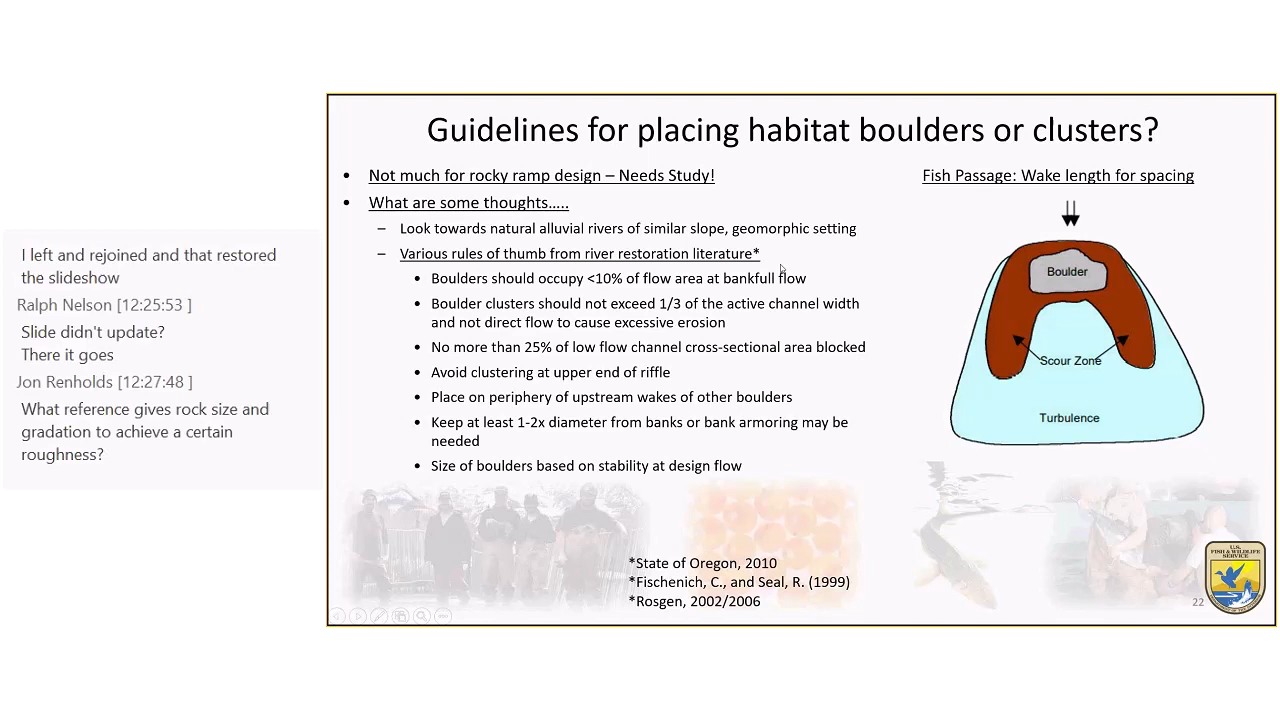 I left and rejoined and that restored
the slideshow
Ralph Nelson [12:25:53 ]
Slide didn't update?
There it goes
Jon Renholds [12:27:48 ]
What reference gives rock size and
gradation to achieve a certain
roughness?
Guidelines for placing habitat boulders or clusters?
• Not much for rocky ramp design – Needs Study!
• What are some thoughts.....
– Look towards natural alluvial rivers of similar slope, geomorphic setting
– Various rules of thumb from river restoration literature*
• Boulders should occupy <10% of flow area at bankfull flow
• Boulder clusters should not exceed 1/3 of the active channel width
and not direct flow to cause excessive erosion
• No more than 25% of low flow channel cross-sectional area blocked
• Avoid clustering at upper end of riffle
• Place on periphery of upstream wakes of other boulders
• Keep at least 1-2x diameter from banks or bank armoring may be
needed
• Size of boulders based on stability at design flow
Fish Passage: Wake length for spacing
Boulder
Scour Zone
Turbulence
*State of Oregon, 2010
*Fischenich, C., and Seal, R. (1999)
*Rosgen, 2002/2006
22
U.S.
FISH & WILDLIFE
SERVICE